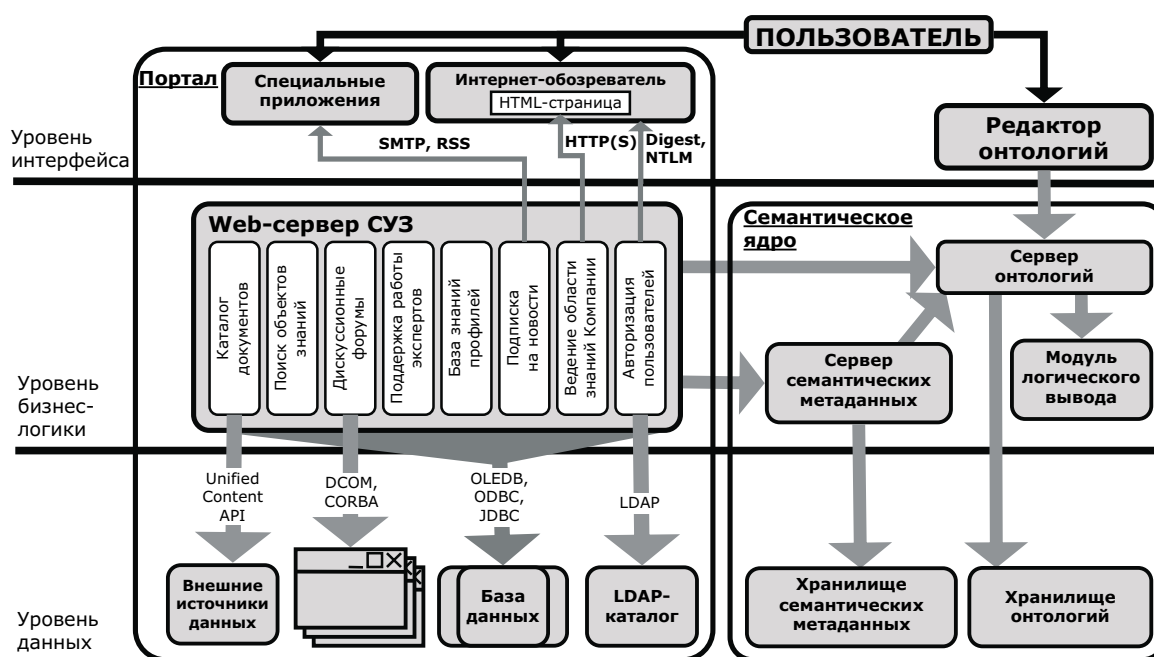 ПОЛЬЗОВАТЕЛЬ
Портал
Специальные
приложения
Интернет-обозреватель
HTML-страница
Редактор
онтологий
Уровень
интерфейса
SMTP, RSS
HTTP(S)
Digest,
NTLM
Web-сервер СУЗ
Каталог
документов
Поиск объектов
знаний
Дискуссионные
форумы
Поддержка работы
экспертов
База знаний
профилей
Подписка
на новости
Ведение области
знаний Компании
Авторизация
пользователей
Семантическое
ядро
Сервер
онтологий
Сервер
семантических
метаданных
Модуль
логического
вывода
Уровень
бизнес-
логики
Unified
Content
API
DCOM,
CORBA
OLEDB,
ODBC,
JDBC
LDAP
Внешние
источники
данных
База
данных
LDAP-
каталог
Хранилище
семантических
метаданных
Хранилище
онтологий
Уровень
данных